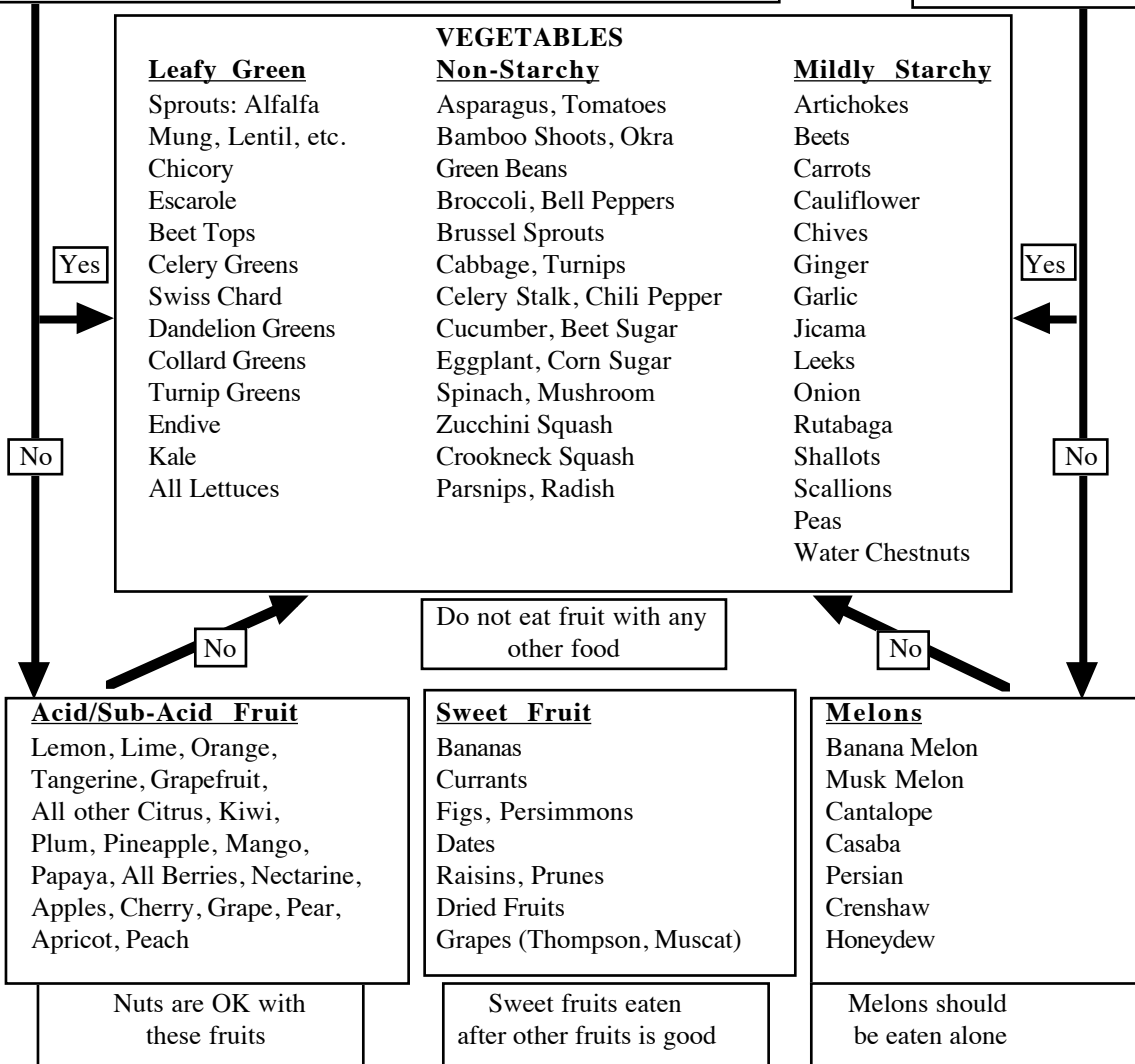 VEGETABLES
Leafy Green
Sprouts: Alfalfa
Mung, Lentil, etc.
Chicory
Escarole
Beet Tops
Celery Greens
Swiss Chard
Dandelion Greens
Collard Greens
Turnip Greens
Endive
Kale
All Lettuces
Non-Starchy
Asparagus, Tomatoes
Bamboo Shoots, Okra
Green Beans
Broccoli, Bell Peppers
Brussel Sprouts
Cabbage, Turnips
Celery Stalk, Chili Pepper
Cucumber, Beet Sugar
Eggplant, Corn Sugar
Spinach, Mushroom
Zucchini Squash
Crookneck Squash
Parsnips, Radish
Mildly Starchy
Artichokes
Beets
Carrots
Cauliflower
Chives
Ginger
Garlic
Jicama
Leeks
Onion
Rutabaga
Shallots
Scallions
Peas
Water Chestnuts
Yes
Yes
No
No
No
Do not eat fruit with any
other food
No
Acid/Sub-Acid Fruit
Lemon, Lime, Orange,
Tangerine, Grapefruit,
All other Citrus, Kiwi,
Plum, Pineapple, Mango,
Papaya, All Berries, Nectarine,
Apples, Cherry, Grape, Pear,
Apricot, Peach
Nuts are OK with
these fruits
Sweet Fruit
Bananas
Currants
Figs, Persimmons
Dates
Raisins, Prunes
Dried Fruits
Grapes (Thompson, Muscat)
Sweet fruits eaten
after other fruits is good
Melons
Banana Melon
Musk Melon
Cantalope
Casaba
Persian
Crenshaw
Honeydew
Melons should
be eaten alone